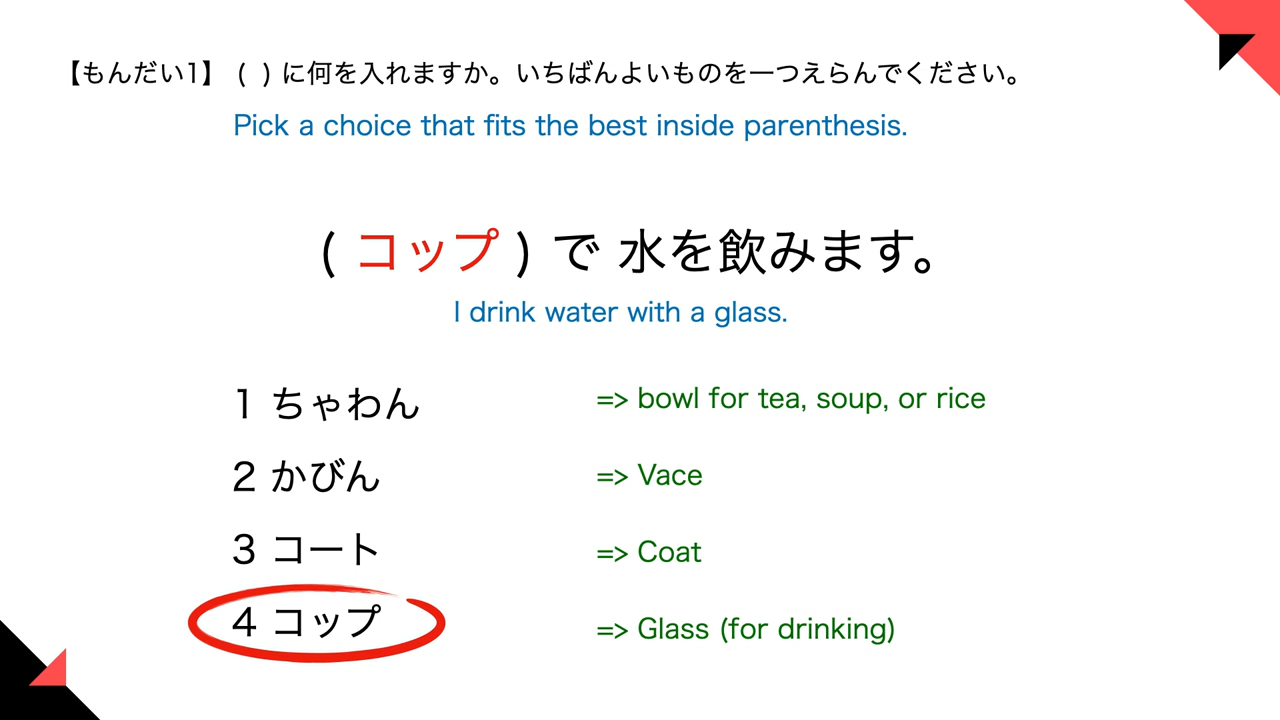 【もんだい1】 ( ) に何を入れますか。いちばんよいものを一つえらんでください。
Pick a choice that fits the best inside parenthesis.
( コップ ) で 水を飲みます。
I drink water with a glass.
1 ちゃわん => bowl for tea, soup, or rice
2 かびん => Vace
3 コート => Coat
4 コップ => Glass (for drinking)